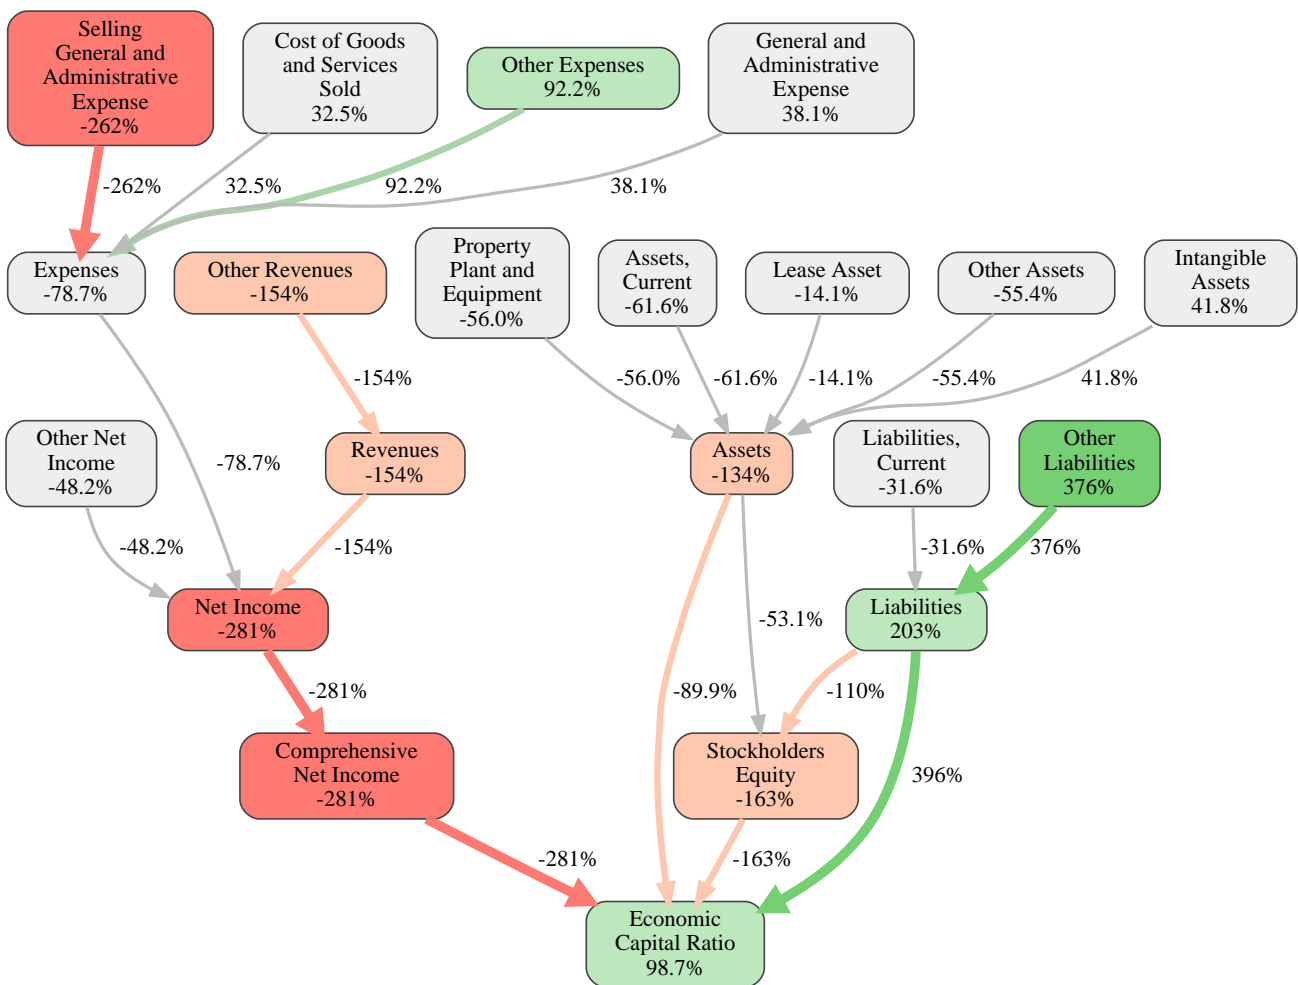 Selling
General and
Administrative
Expense
-262%
Cost of Goods
and Services
Sold
32.5%
Other Expenses
92.2%
General and
Administrative
Expense
38.1%
-262%
32.5%
92.2%
38.1%
Expenses
-78.7%
Other Revenues
-154%
Property
Plant and
Equipment
-56.0%
Assets,
Current
-61.6%
Lease Asset
-14.1%
Other Assets
-55.4%
Intangible
Assets
41.8%
-154%
-56.0%
-61.6%
-14.1%
-55.4%
41.8%
Other Net
Income
-48.2%
-78.7%
Revenues
-154%
Assets
-134%
Liabilities,
Current
-31.6%
Other
Liabilities
376%
-48.2%
-154%
-31.6%
376%
Net Income
-281%
-53.1%
Liabilities
203%
-281%
-89.9%
-110%
Comprehensive
Net Income
-281%
Stockholders
Equity
-163%
396%
-281%
-163%
Economic
Capital Ratio
98.7%